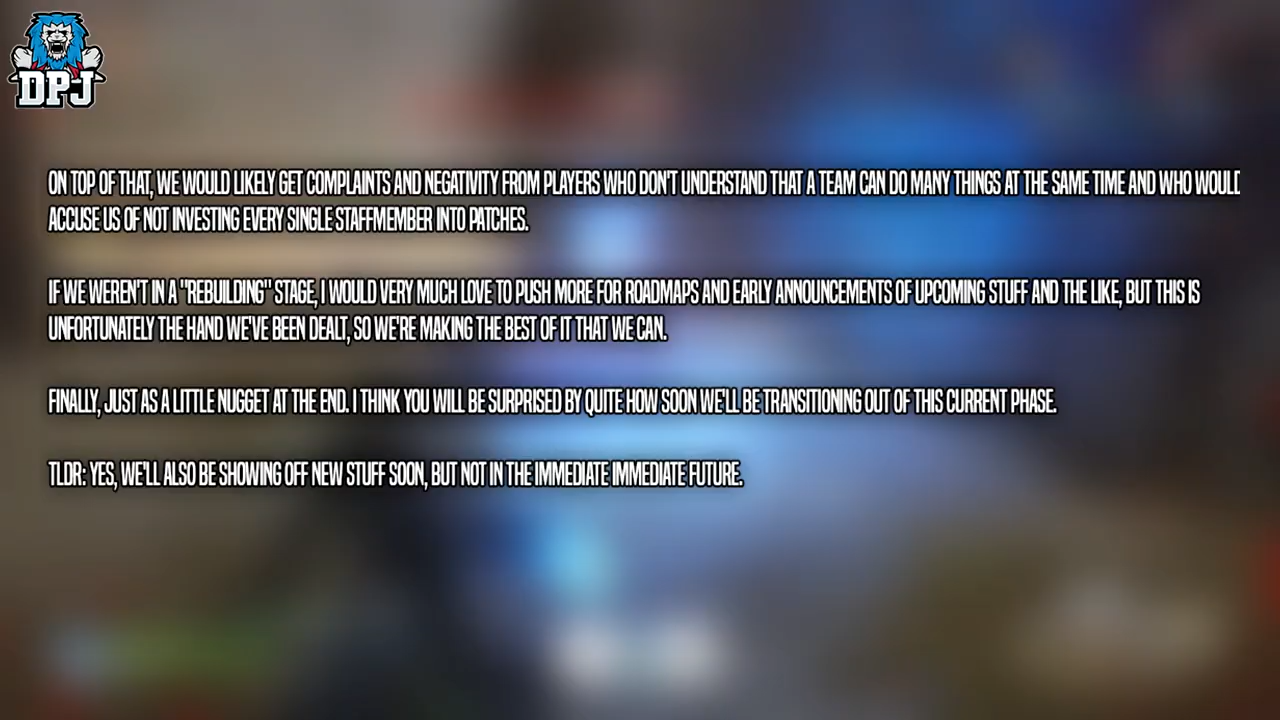 DPJ
ON TOP OF THAT, WE WOULD LIKELY GET COMPLAINTS AND NEGATIVITY FROM PLAYERS WHO DON'T UNDERSTAND THAT A TEAM CAN DO MANY THINGS AT THE SAME TIME AND WHO WOULD
ACCUSE US OF NOT INVESTING EVERY SINGLE STAFFMEMBER INTO PATCHES.
IF WE WEREN'T IN A "REBUILDING" STAGE, I WOULD VERY MUCH LOVE TO PUSH MORE FOR ROADMAPS AND EARLY ANNOUNCEMENTS OF UPCOMING STUFF AND THE LIKE, BUT THIS IS
UNFORTUNATELY THE HAND WE'VE BEEN DEALT, SO WE'RE MAKING THE BEST OF IT THAT WE CAN.
FINALLY, JUST AS A LITTLE NUGGET AT THE END. I THINK YOU WILL BE SURPRISED BY QUITE HOW SOON WE'LL BE TRANSITIONING OUT OF THIS CURRENT PHASE.
TLDR: YES, WE'LL ALSO BE SHOWING OFF NEW STUFF SOON, BUT NOT IN THE IMMEDIATE IMMEDIATE FUTURE.